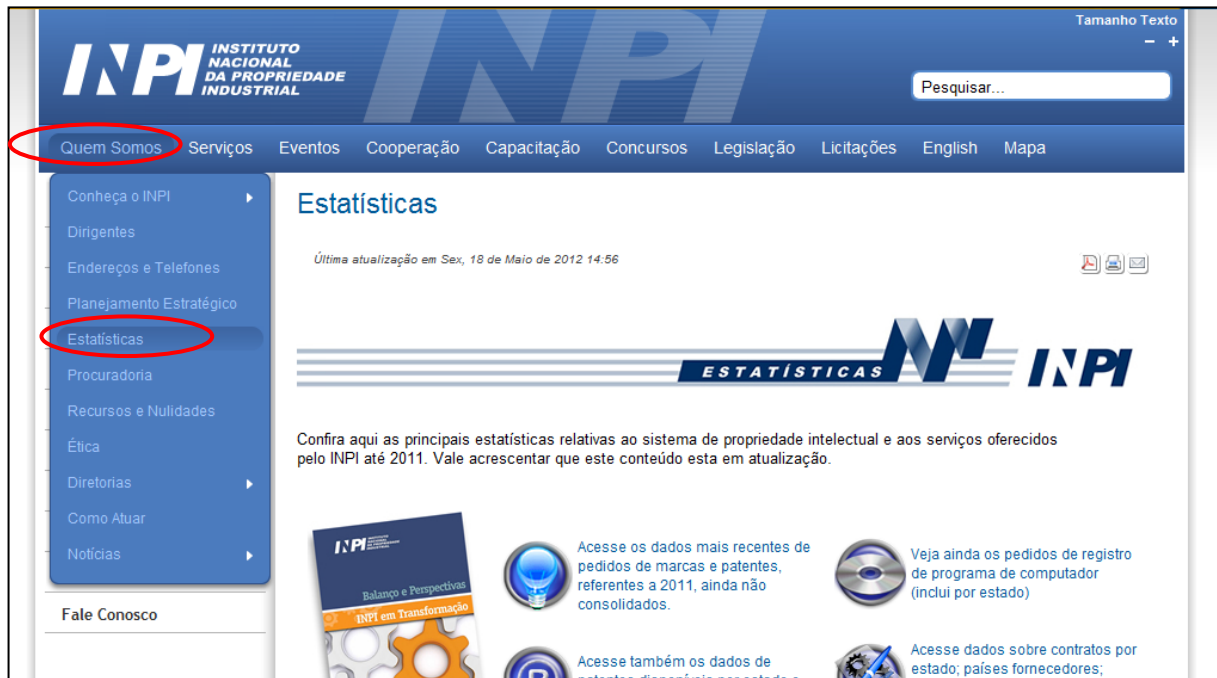 Tamanho Texto
- +
INPI INSTITUTO
NACIONAL
DA PROPRIEDADE
INDUSTRIAL
INPI
Pesquisar...
Quem Somos Serviços Eventos Cooperação Capacitação Concursos Legislação Licitações English Mapa
Conheça o INPI
Dirigentes
Endereços e Telefones
Planejamento Estratégico
Estatísticas
Procuradoria
Recursos e Nulidades
Ética
Diretorias
Como Atuar
Notícias
Fale Conosco
Estatísticas
Última atualização em Sex, 18 de Maio de 2012 14:56
ESTATÍSTICAS INPI
Confira aqui as principais estatísticas relativas ao sistema de propriedade intelectual e aos serviços oferecidos
pelo INPI até 2011. Vale acrescentar que este conteúdo esta em atualização.
INPI
Balanço e Perspectivas
INPI em Transformação
Acesse os dados mais recentes de
pedidos de marcas e patentes,
referentes a 2011, ainda não
consolidados.
Veja ainda os pedidos de registro
de programa de computador
(inclui por estado)
Acesse também os dados de
patentes disponíveis por estado e
Acesse dados sobre contratos por
estado; países fornecedores;